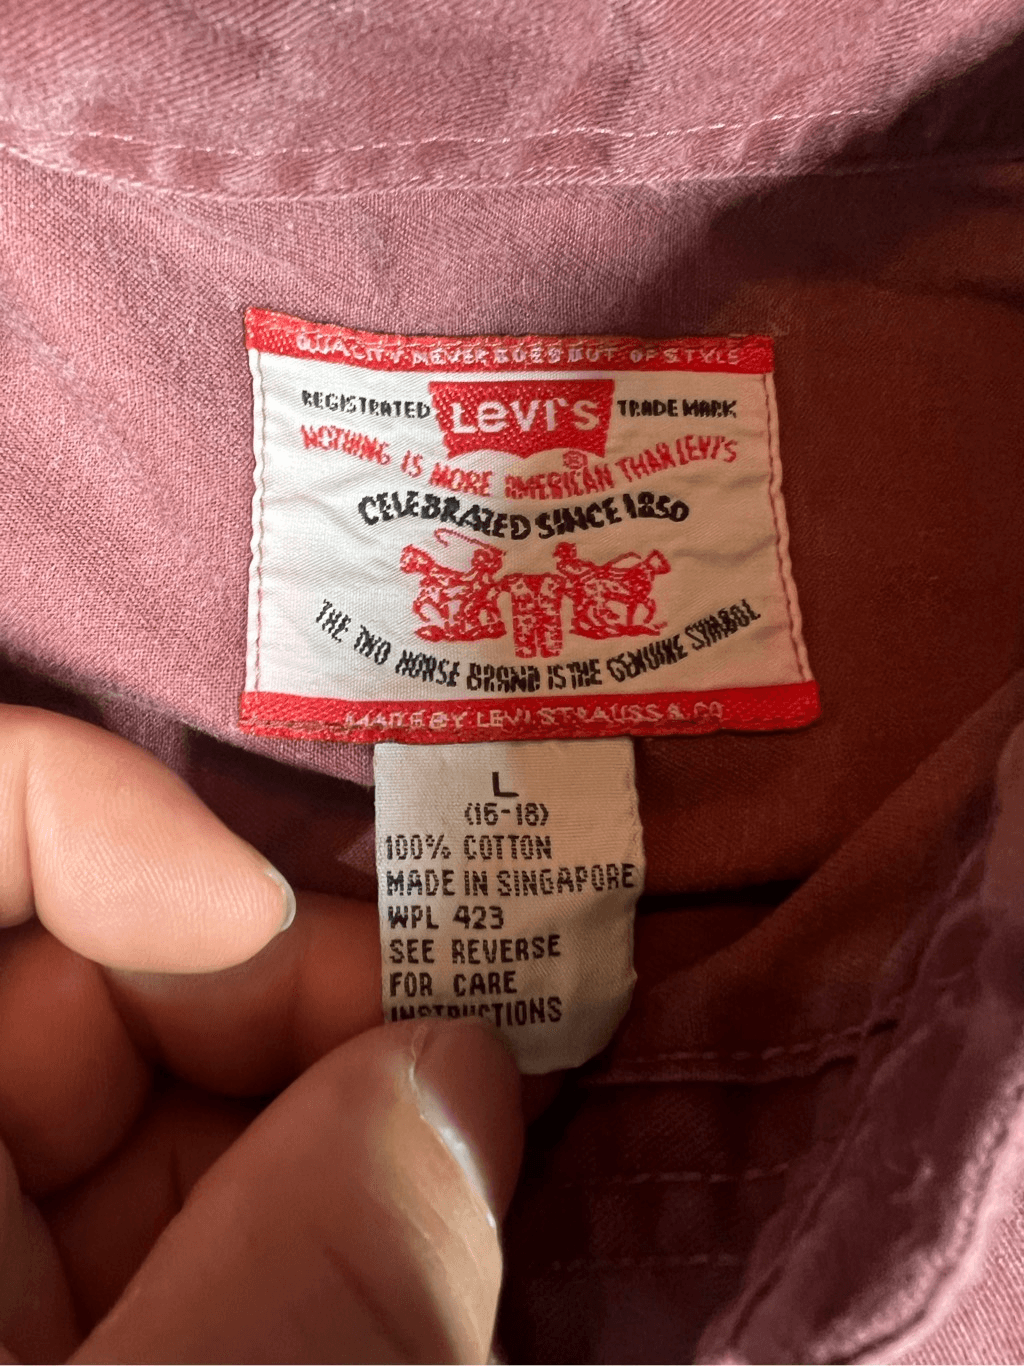 QUALITY NEVER GOES OUT OF STYLE
REGISTERED LEVI'S TRADE MARK
®
NOTHING IS MORE AMERICAN THAN LEVI'S
CELEBRATED SINCE 1850
THE TWO HORSE BRAND IS THE GENUINE SYMBOL
MADE BY LEVI STRAUSS & CO
L
(16-18)
100% COTTON
MADE IN SINGAPORE
WPL 423
SEE REVERSE
FOR CARE
INSTRUCTIONS